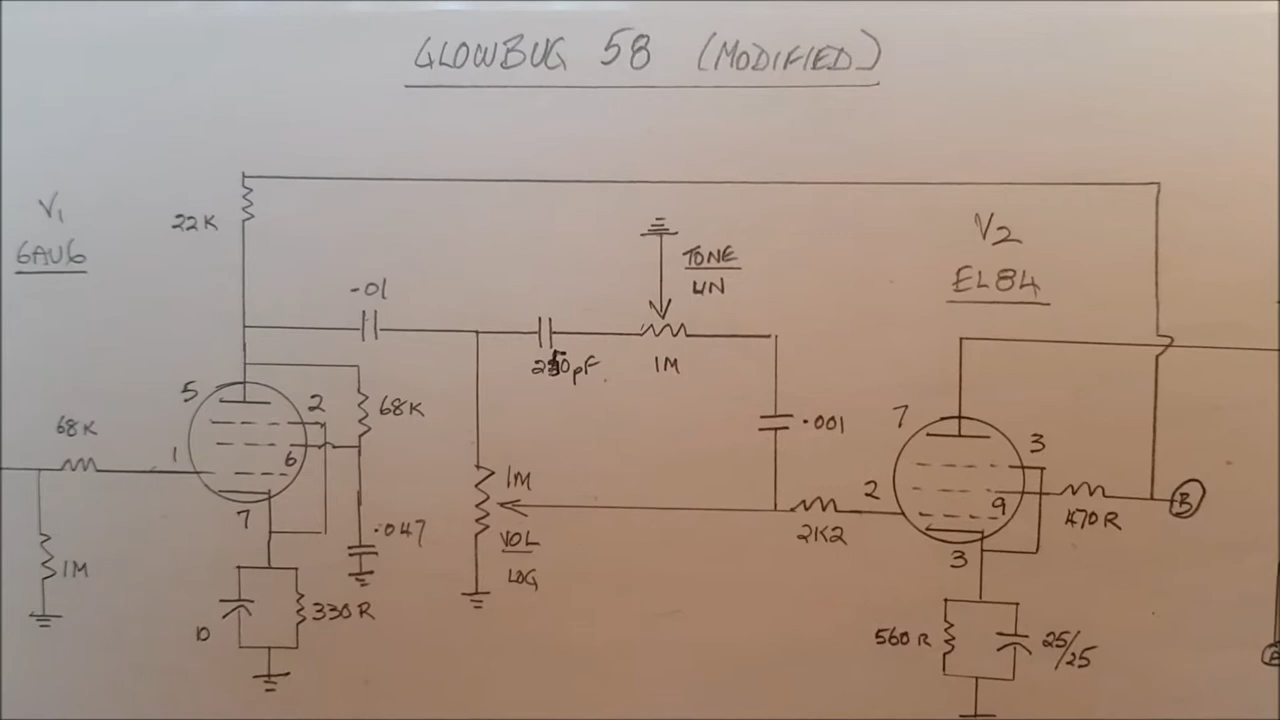 GLOWBUG 58 (MODIFIED)
V1
6AU6
22K
.01
TONE
LIN
V2
EL84
250pF
1M
5
2
68K
68K
1
6
7
.047
1M
VOL
LOG
.001
7
3
2
9
2K2
470R
B
3
1M
10
330R
560R
25/25